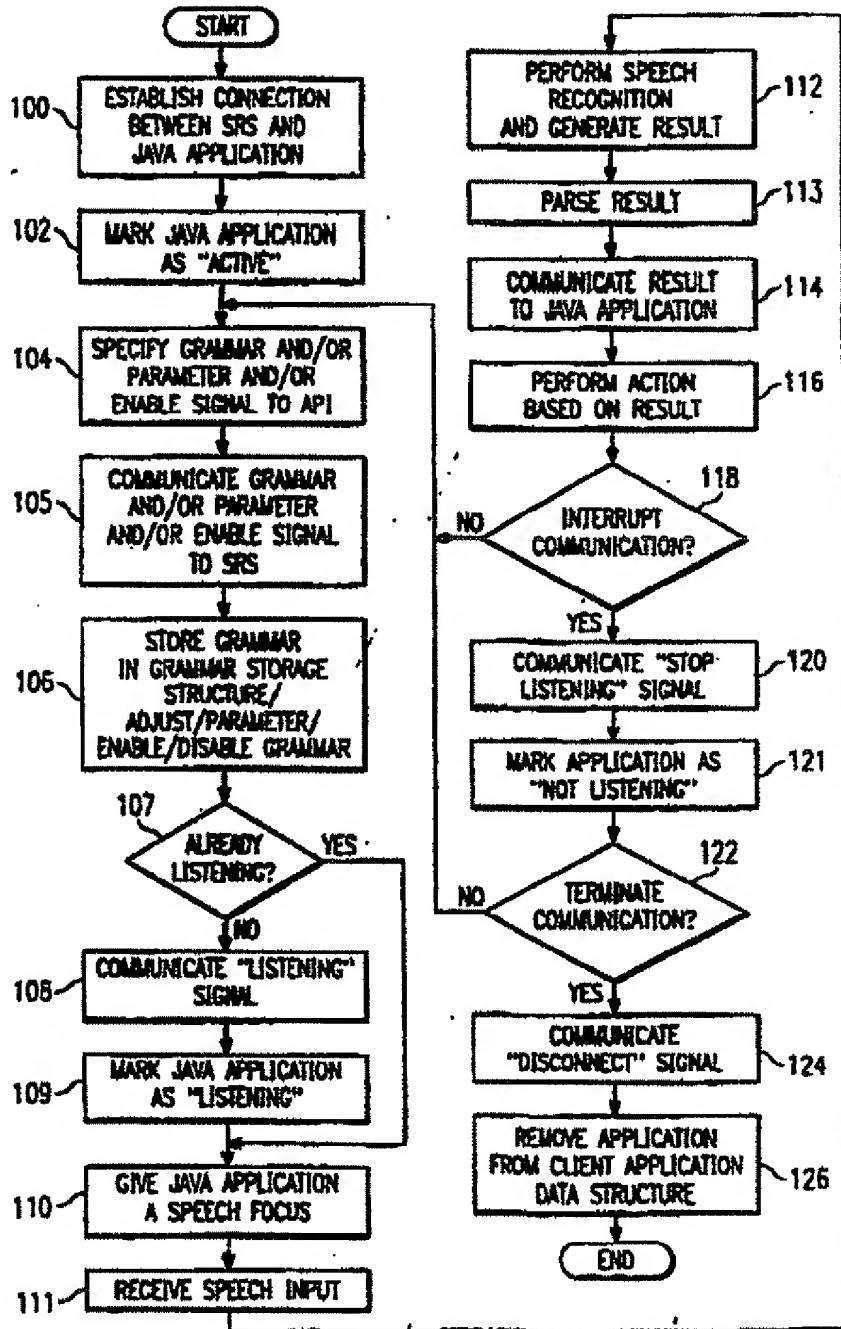 START
100
ESTABLISH CONNECTION
BETWEEN SRS AND
JAVA APPLICATION
102
MARK JAVA APPLICATION
AS "ACTIVE"
104
SPECIFY GRAMMAR AND/OR
PARAMETER AND/OR
ENABLE SIGNAL TO API
105
COMMUNICATE GRAMMAR
AND/OR PARAMETER
AND/OR ENABLE SIGNAL
TO SRS
106
STORE GRAMMAR
IN GRAMMAR STORAGE
STRUCTURE/
ADJUST/PARAMETER/
ENABLE/DISABLE GRAMMAR
107
ALREADY
LISTENING?
YES
NO
108
COMMUNICATE "LISTENING"
SIGNAL
109
MARK JAVA APPLICATION
AS "LISTENING"
110
GIVE JAVA APPLICATION
A SPEECH FOCUS
111
RECEIVE SPEECH INPUT
PERFORM SPEECH
RECOGNITION
AND GENERATE RESULT
112
PARSE RESULT
113
COMMUNICATE RESULT
TO JAVA APPLICATION
114
PERFORM ACTION
BASED ON RESULT
116
118
INTERRUPT
COMMUNICATION?
NO
YES
COMMUNICATE "STOP
LISTENING" SIGNAL
120
MARK APPLICATION AS
"NOT LISTENING"
121
122
TERMINATE
COMMUNICATION?
NO
YES
COMMUNICATE
"DISCONNECT" SIGNAL
124
REMOVE APPLICATION
FROM CLIENT APPLICATION
DATA STRUCTURE
126
END